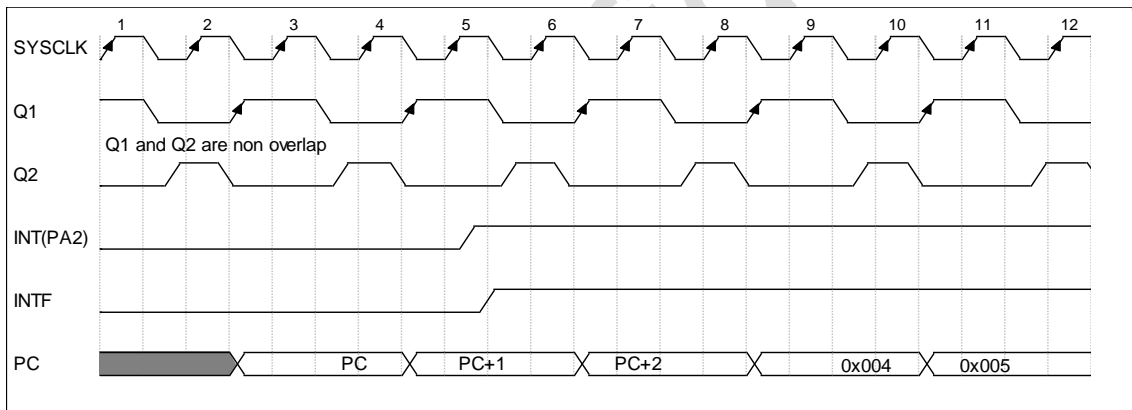 1 2 3 4 5 6 7 8 9 10 11 12
SYSCLK
Q1
Q1 and Q2 are non overlap
Q2
INT(PA2)
INTF
PC PC PC+1 PC+2 0x004 0x005